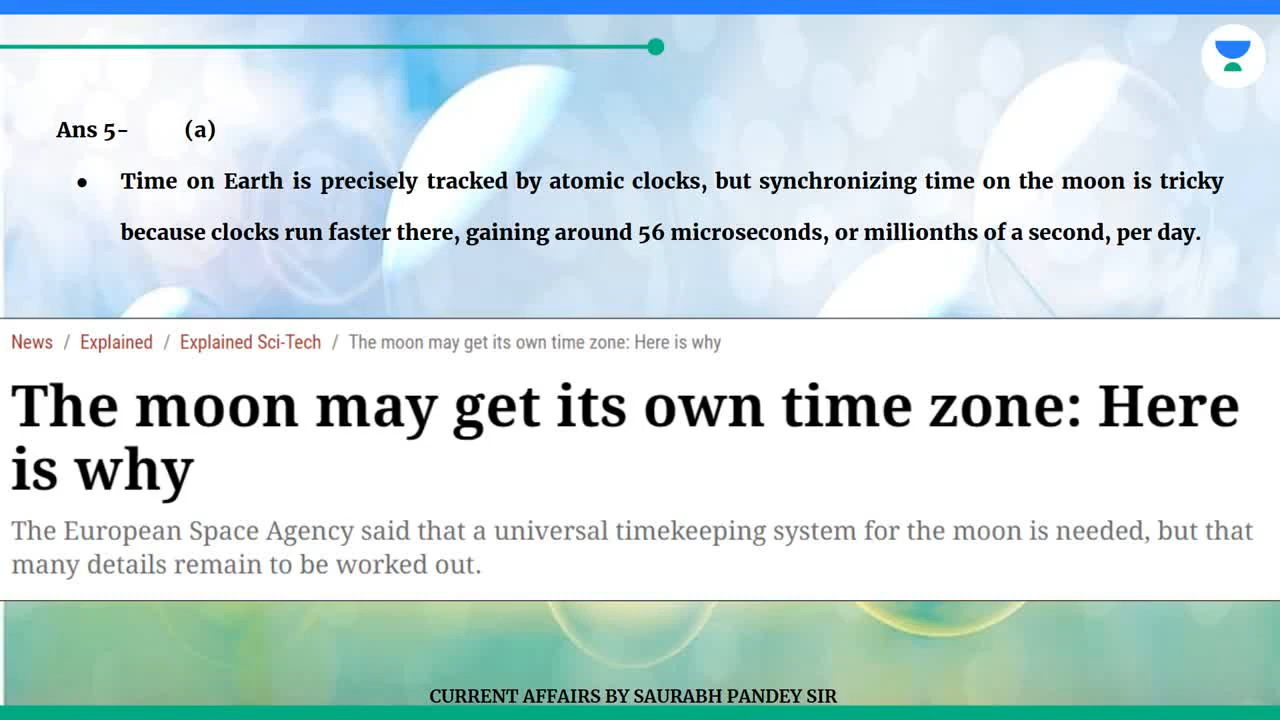 Ans 5- (a)
● Time on Earth is precisely tracked by atomic clocks, but synchronizing time on the moon is tricky
because clocks run faster there, gaining around 56 microseconds, or millionths of a second, per day.
News / Explained / Explained Sci-Tech / The moon may get its own time zone: Here is why
The moon may get its own time zone: Here
is why
The European Space Agency said that a universal timekeeping system for the moon is needed, but that
many details remain to be worked out.
CURRENT AFFAIRS BY SAURABH PANDEY SIR